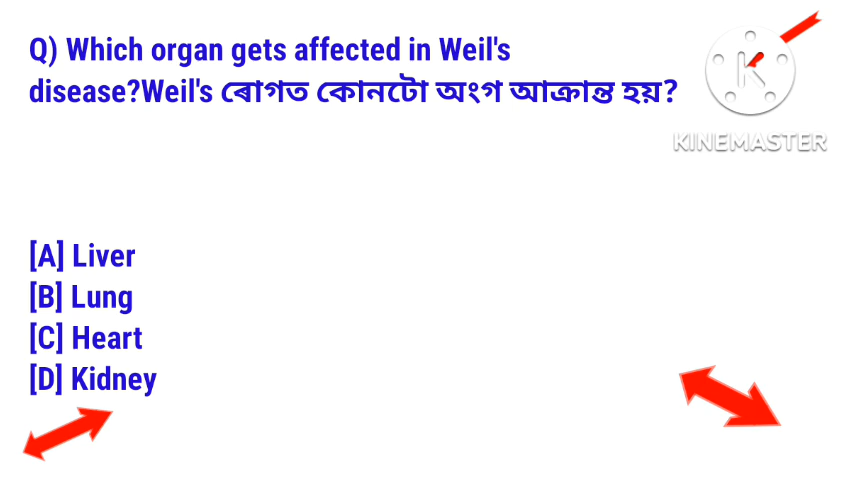 Q) Which organ gets affected in Weil's
disease?Weil's ৰোগত কোনটো অংগ আক্ৰান্ত হয়?
KINEMASTER
[A] Liver
[B] Lung
[C] Heart
[D] Kidney